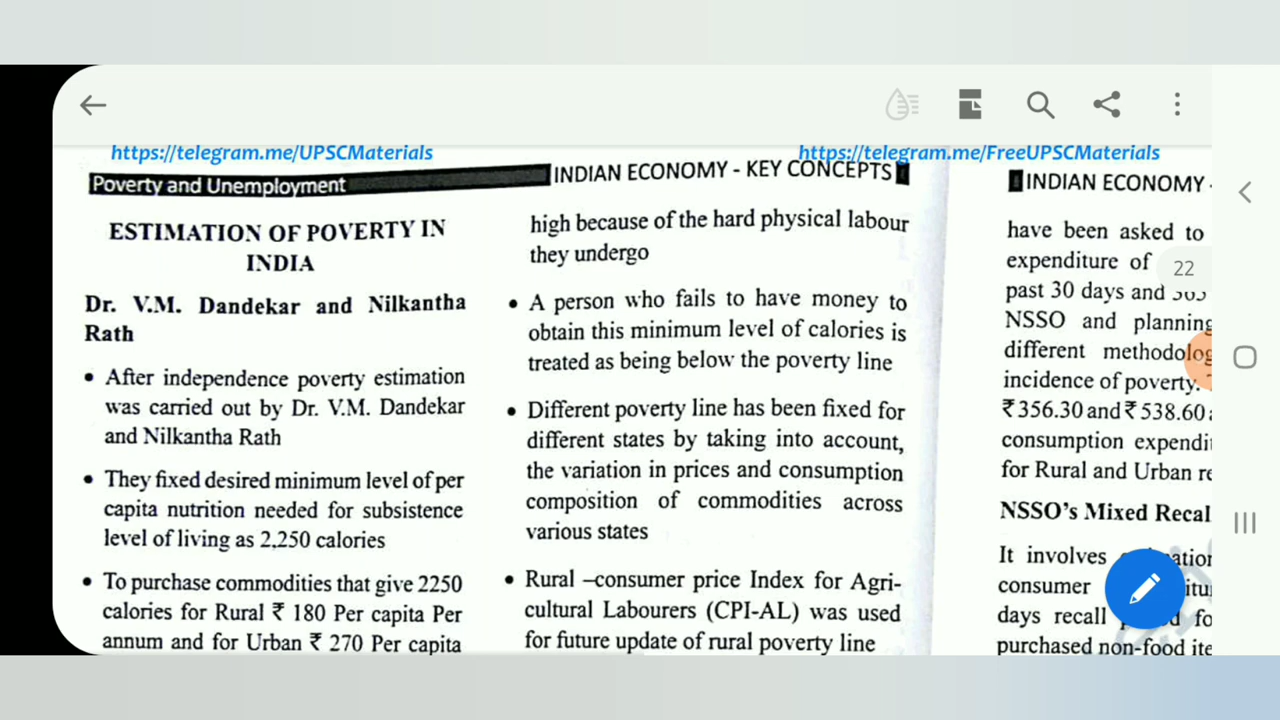 https://telegram.me/UPSCMaterials
https://telegram.me/FreeUPSCMaterials
Poverty and Unemployment
INDIAN ECONOMY - KEY CONCEPTS
ESTIMATION OF POVERTY IN
INDIA
Dr. V.M. Dandekar and Nilkantha
Rath
• After independence poverty estimation
was carried out by Dr. V.M. Dandekar
and Nilkantha Rath
• They fixed desired minimum level of per
capita nutrition needed for subsistence
level of living as 2,250 calories
• To purchase commodities that give 2250
calories for Rural ₹ 180 Per capita Per
annum and for Urban ₹ 270 Per capita
high because of the hard physical labour
they undergo
• A person who fails to have money to
obtain this minimum level of calories is
treated as being below the poverty line
• Different poverty line has been fixed for
different states by taking into account,
the variation in prices and consumption
composition of commodities across
various states
• Rural –consumer price Index for Agri-
cultural Labourers (CPI-AL) was used
for future update of rural poverty line
INDIAN ECONOMY
have been asked to
expenditure of
22
past 30 days and
NSSO and planning
different
incidence of poverty.
₹356.30 and ₹538.60
consumption
for Rural and Urban
NSSO's Mixed
It involves
consumer
days recall
purchased non-food